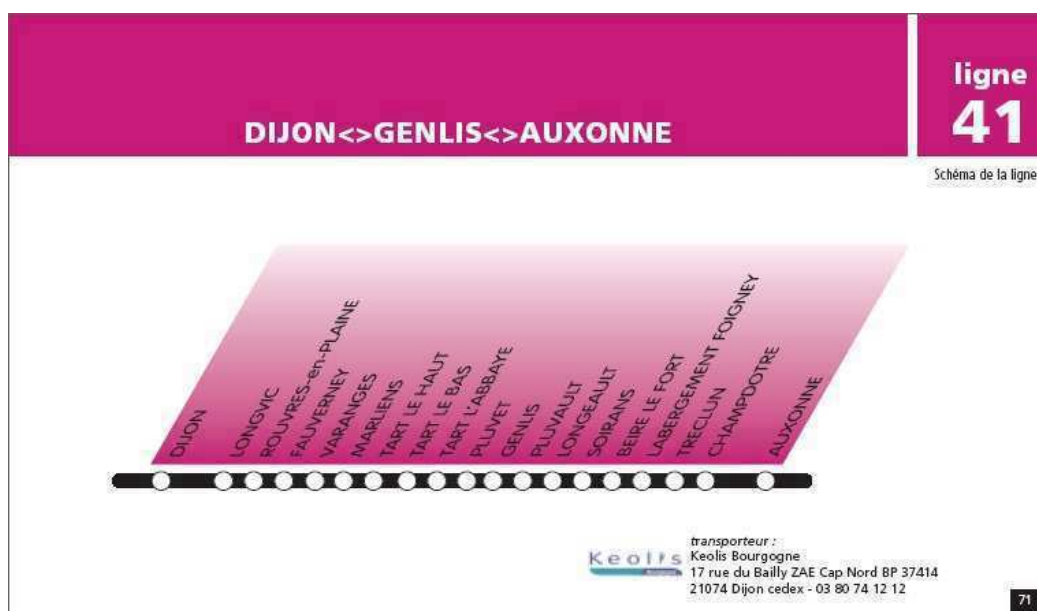 DIJON<>GENLIS<>AUXONNE
ligne
41
Schéma de la ligne
DIJON
LONGVIC
ROUVRES-en-PLAINE
FAUVERNEY
VARANGES
MARLIENS
TART LE HAUT
TART LE BAS
TART L'ABBAYE
PLUVET
GENLIS
PLUVAULT
LONGEAULT
SOIRANS
BEIRE LE FORT
LABERGEMENT FOIGNEY
TRECLUN
CHAMPDOTRE
AUXONNE
Keolis
transporteur :
Keolis Bourgogne
17 rue du Bailly ZAE Cap Nord BP 37414
21074 Dijon cedex - 03 80 74 12 12
71